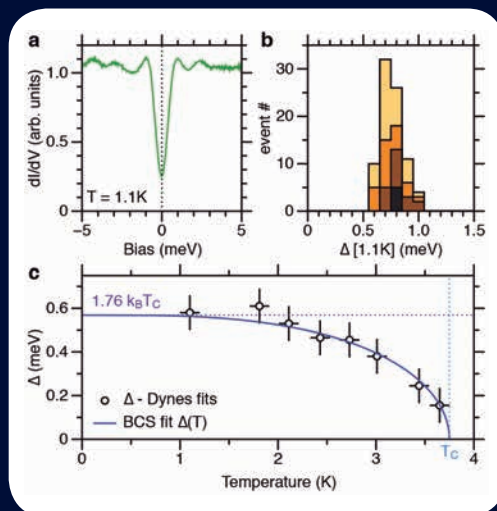 a
dI/dV (arb. units)
1.0
0.5
0
T = 1.1K
-5 0 5
Bias (meV)
b
event #
30
20
10
0
0 0.5 1.0 1.5
Δ [1.1K] (meV)
c
Δ (meV)
0.6
0.4
0.2
0
1.76 kBTC
Δ - Dynes fits
BCS fit Δ(T)
0 1 2 3 TC 4
Temperature (K)